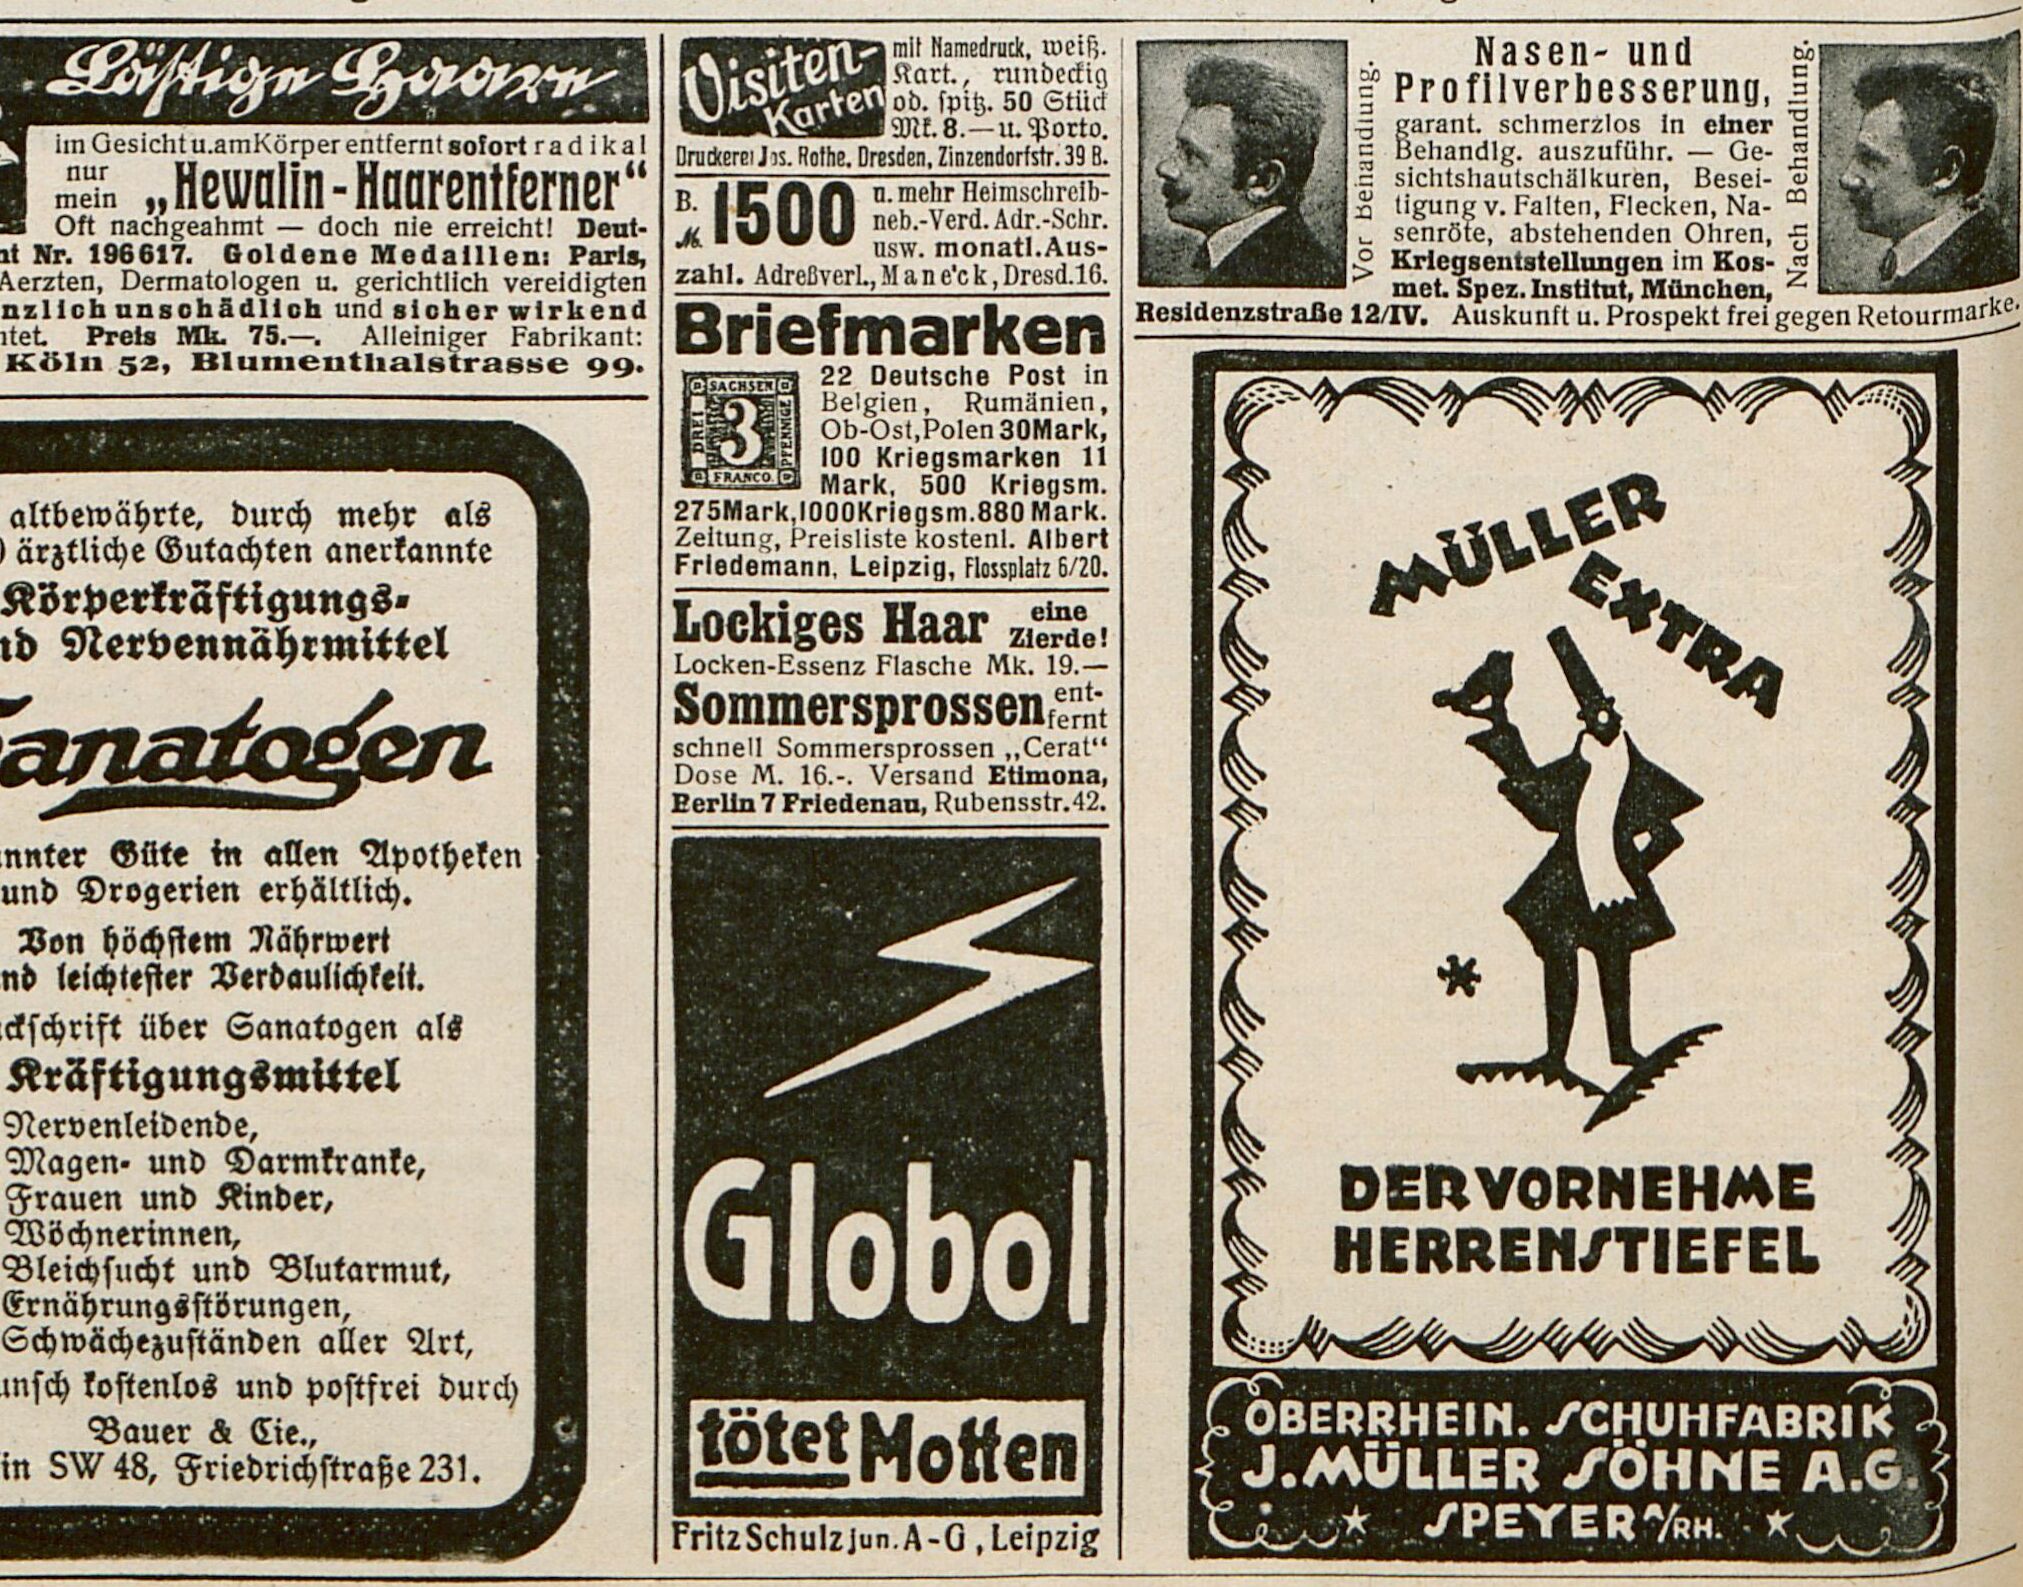 Lästige Haare
im Gesicht u. am Körper entfernt sofort radikal
nur
mein „Hewalin-Haarentferner“
Oft nachgeahmt — doch nie erreicht! Deut-
nt Nr. 196617. Goldene Medaillen: Paris,
Aerzten, Dermatologen u. gerichtlich vereidigten
nzlich unschädlich und sicher wirkend
htet. Preis Mk. 75.—. Alleiniger Fabrikant:
Köln 52, Blumenthalstrasse 99.
altbewährte, durch mehr als
) ärztliche Gutachten anerkannte
Körperkräftigungs-
nd Nervennährmittel
Sanatogen
annter Güte in allen Apotheken
und Drogerien erhältlich.
Von höchstem Nährwert
nd leichtester Verdaulichkeit.
ckschrift über Sanatogen als
Kräftigungsmittel
Nervenleidende,
Magen- und Darmkranke,
Frauen und Kinder,
Wöchnerinnen,
Bleichsucht und Blutarmut,
Ernährungsstörungen,
Schwächezuständen aller Art,
unsch kostenlos und postfrei durch
Bauer & Cie.,
in SW 48, Friedrichstraße 231.
Visiten-
Karten
mit Namedruck, weiß.
Kart., rundeckig
od. spitz. 50 Stück
Mk. 8.— u. Porto.
Druckerei Jos. Rothe, Dresden, Zinzendorfstr. 39 B.
B.
M. 1500
u. mehr Heimschreib-
neb.-Verd. Adr.-Schr.
usw. monatl. Aus-
zahl. Adreßverl., Maneck, Dresd. 16.
Briefmarken
SACHSEN
DREI
3
PFENNIGE
FRANCO
22 Deutsche Post in
Belgien, Rumänien,
Ob-Ost, Polen 30 Mark,
100 Kriegsmarken 11
Mark, 500 Kriegsm.
275 Mark, 1000 Kriegsm. 880 Mark.
Zeitung, Preisliste kostenl. Albert
Friedemann, Leipzig, Flossplatz 6/20.
Lockiges Haar eine
Zierde!
Locken-Essenz Flasche Mk. 19.—
Sommersprossen ent-
fernt
schnell Sommersprossen „Cerat“
Dose M. 16.-. Versand Etimona,
Berlin 7 Friedenau, Rubensstr. 42.
Globol
tötet Motten
Fritz Schulz jun. A-G, Leipzig
Vor Behandlung.
Nasen- und
Profilverbesserung,
garant. schmerzlos in einer
Behandlg. auszuführ. — Ge-
sichtshautschälkuren, Besei-
tigung v. Falten, Flecken, Na-
senröte, abstehenden Ohren,
Kriegsentstellungen im Kos-
met. Spez. Institut, München,
Residenzstraße 12/IV. Auskunft u. Prospekt frei gegen Retourmarke.
Nach Behandlung.
MÜLLER
EXTRA
DER VORNEHME
HERRENSTIEFEL
OBERRHEIN. SCHUHFABRIK
J. MÜLLER SÖHNE A.G.
SPEYER A/RH.